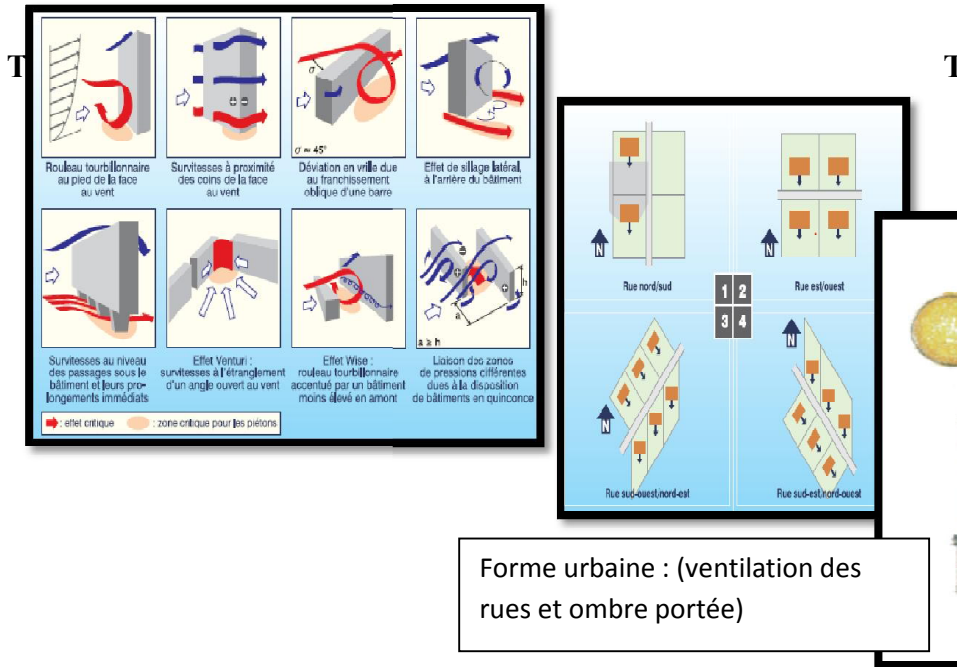 T
T
σ
σ ≈ 45°
Rouleau tourbillonnaire
au pied de la face
au vent
Survitesses à proximité
des coins de la face
au vent
Déviation en vrille due
au franchissement
oblique d'une barre
Effet de sillage latéral,
à l'arrière du bâtiment
h
a
a ≥ h
Survitesses au niveau
des passages sous le
bâtiment et leurs pro-
longements immédiats
Effet Venturi :
survitesses à l'étranglement
d'un angle ouvert au vent
Effet Wise :
rouleau tourbillonnaire
accentué par un bâtiment
moins élevé en amont
Liaison des zones
de pressions différentes
dues à la disposition
de bâtiments en quinconce
: effet critique
: zone critique pour les piétons
N
N
Rue nord/sud
1 2
Rue est/ouest
3 4
N
N
Rue sud-ouest/nord-est
Rue sud-est/nord-ouest
Forme urbaine : (ventilation des
rues et ombre portée)